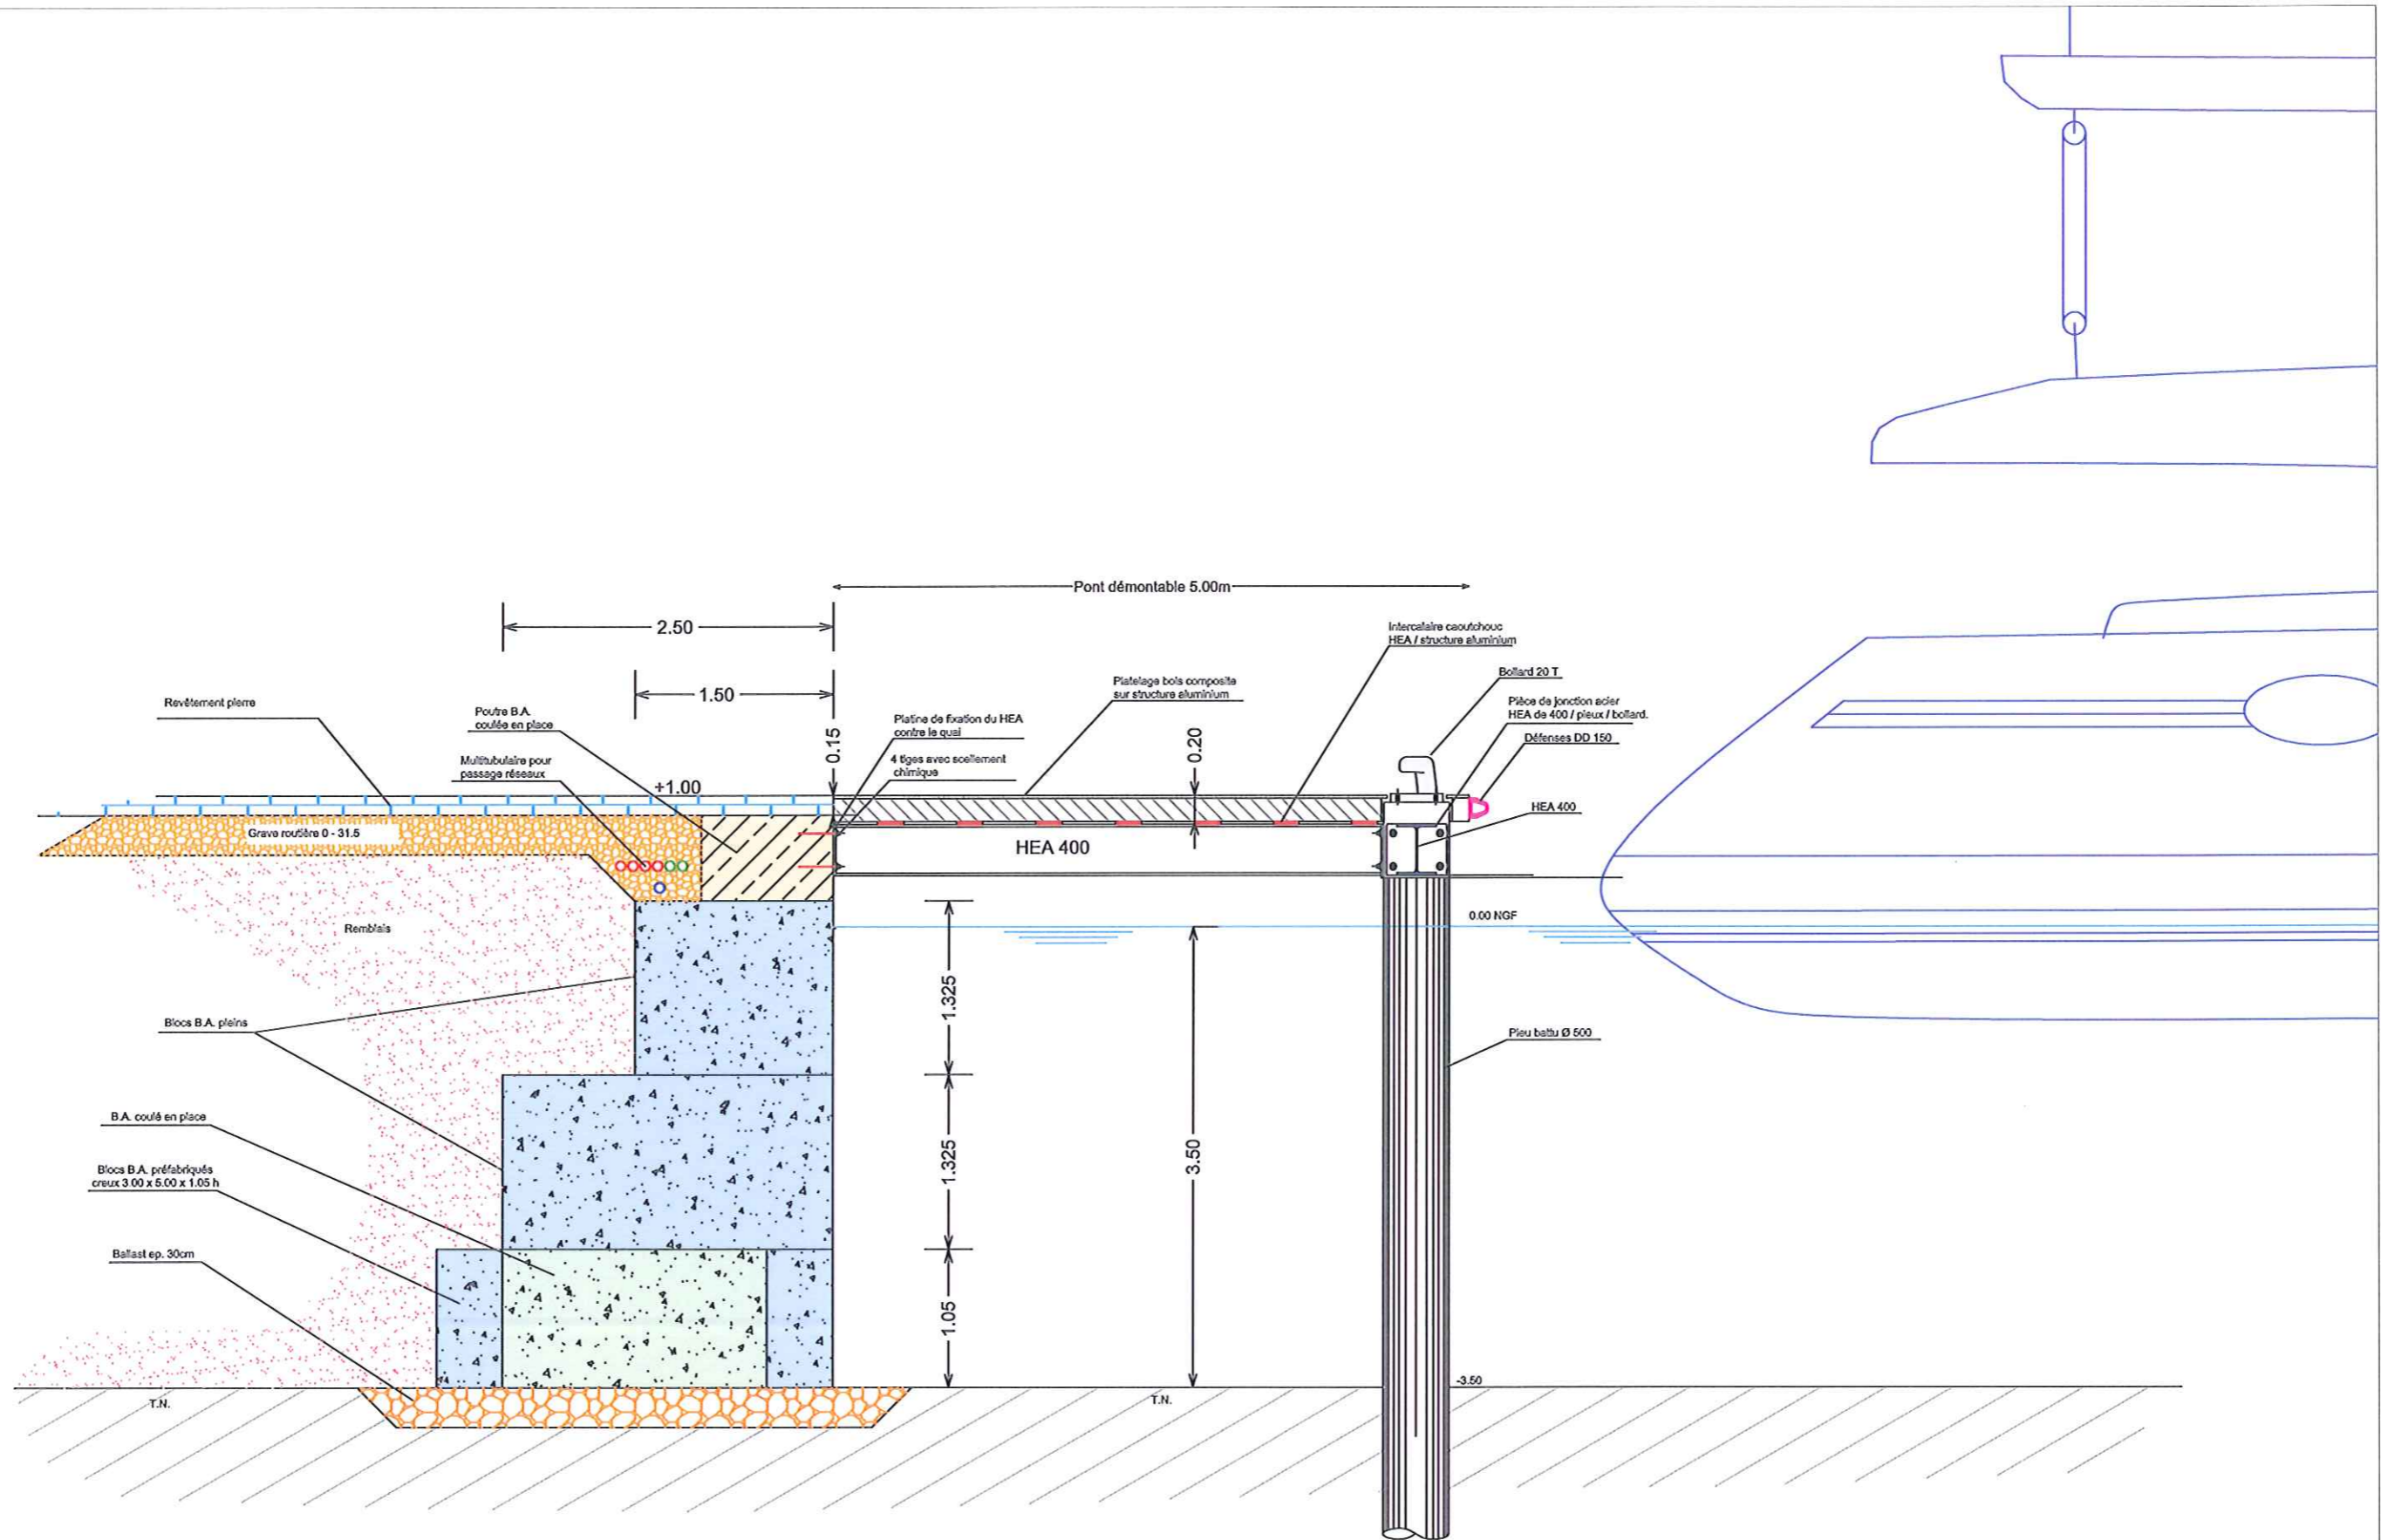 Pont démontable 5.00m
2.50
Intercalaire caoutchouc
HEA / structure aluminium
Bollard 20 T
1.50
Platelage bois composite
sur structure aluminium
Revêtement pierre
Poutre B.A.
coulée en place
Platine de fixation du HEA
contre le quai
Pièce de jonction acier
HEA de 400 / pieux / bollard.
Défenses DD 150
0.15
0.20
Multitubulaire pour
passage réseaux
4 tiges avec scellement
chimique
+1.00
HEA 400
Grave routière 0 - 31.5
HEA 400
0.00 NGF
Remblais
1.325
Blocs B.A. pleins
Pieu battu Ø 500
B.A. coulé en place
1.325
3.50
Blocs B.A. préfabriqués
creux 3.00 x 5.00 x 1.05 h
Ballast ep. 30cm
1.05
-3.50
T.N.
T.N.